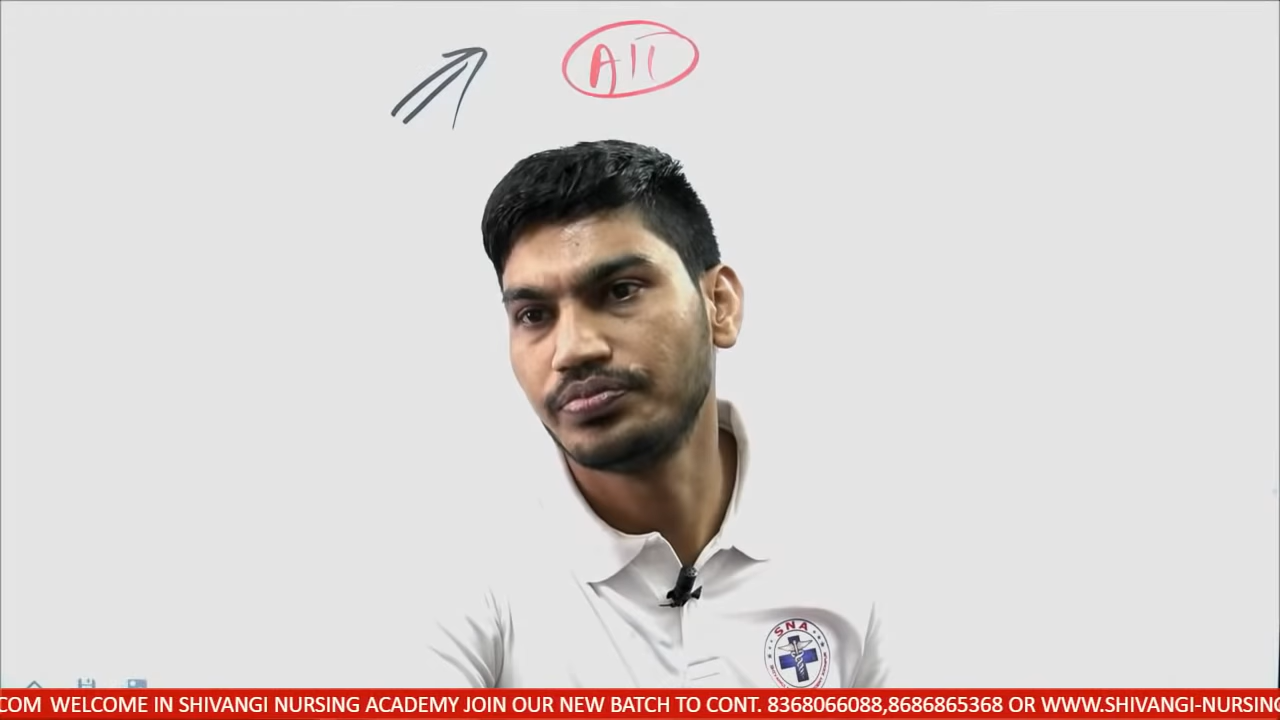 All
SNA
COM WELCOME IN SHIVANGI NURSING ACADEMY JOIN OUR NEW BATCH TO CONT. 8368066088,8686865368 OR WWW.SHIVANGI-NURSING